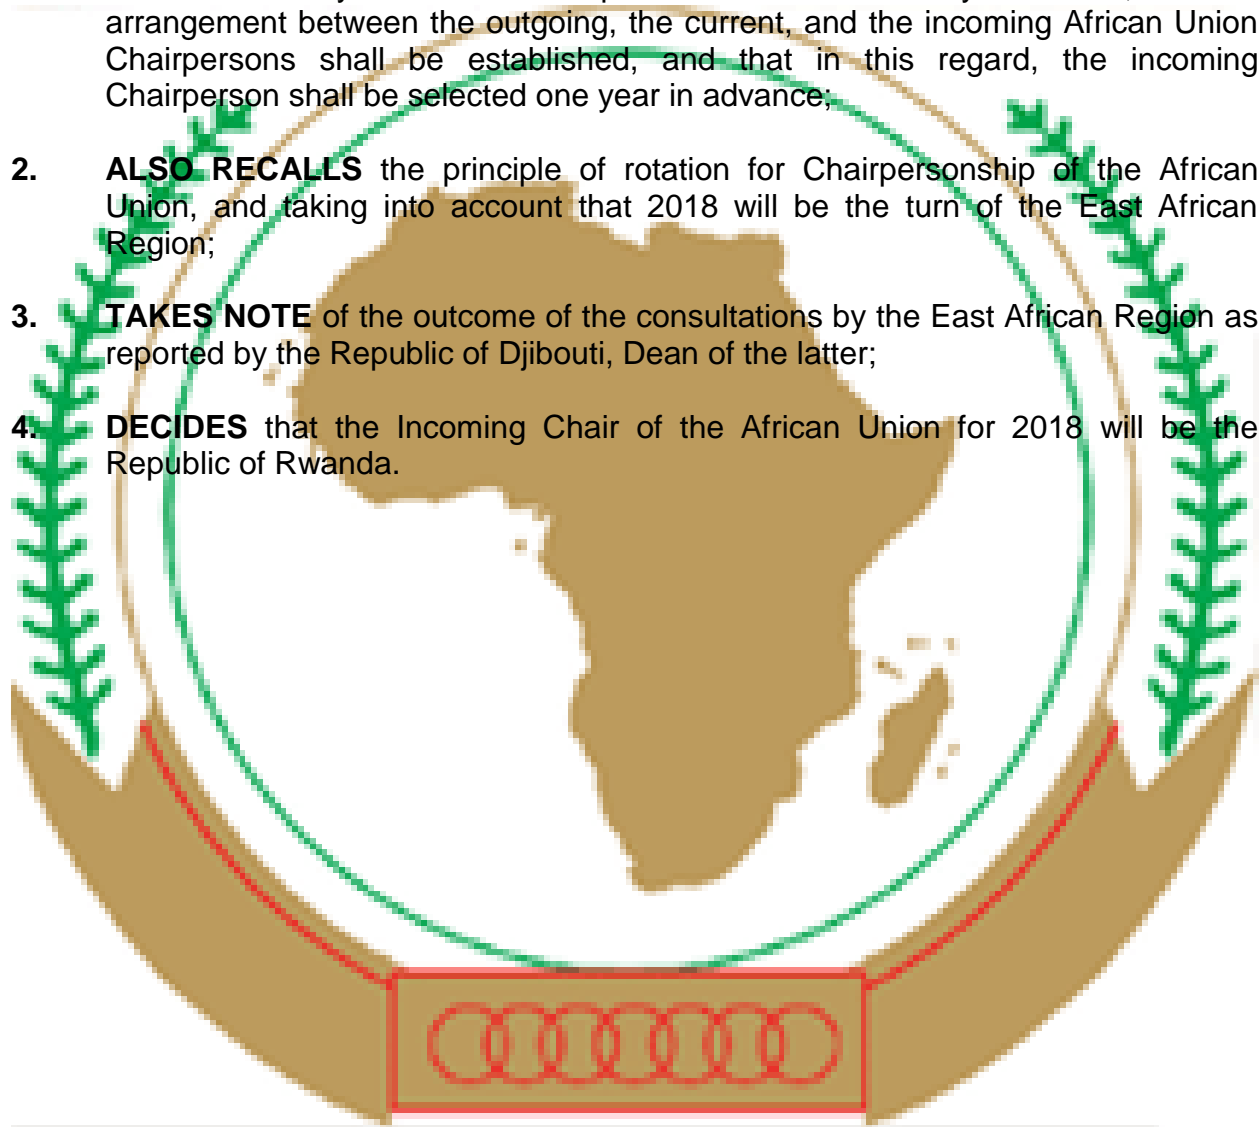 arrangement between the outgoing, the current, and the incoming African Union
Chairpersons shall be established, and that in this regard, the incoming
Chairperson shall be selected one year in advance;
2. ALSO RECALLS the principle of rotation for Chairpersonship of the African
Union, and taking into account that 2018 will be the turn of the East African
Region;
3. TAKES NOTE of the outcome of the consultations by the East African Region as
reported by the Republic of Djibouti, Dean of the latter;
4. DECIDES that the Incoming Chair of the African Union for 2018 will be the
Republic of Rwanda.